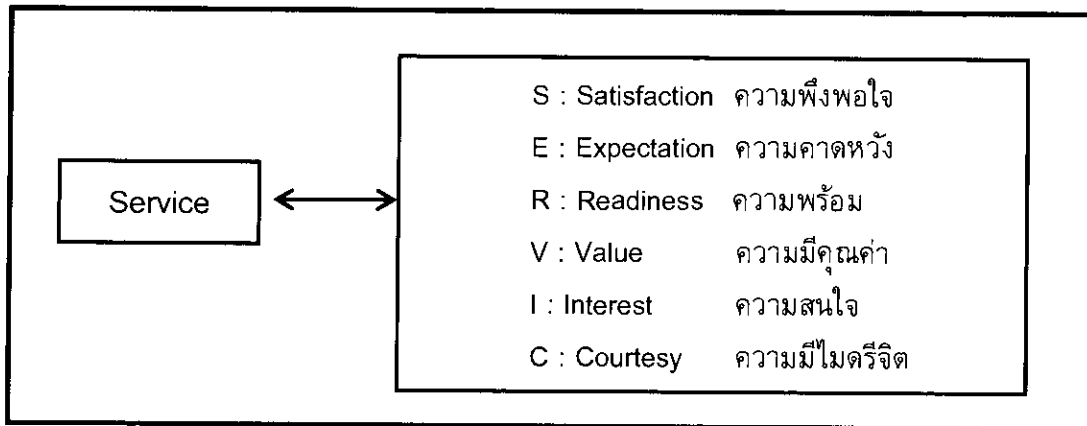 Service
S : Satisfaction ความพึงพอใจ
E : Expectation ความคาดหวัง
R : Readiness ความพร้อม
V : Value ความมีคุณค่า
I : Interest ความสนใจ
C : Courtesy ความมีไมตรีจิต